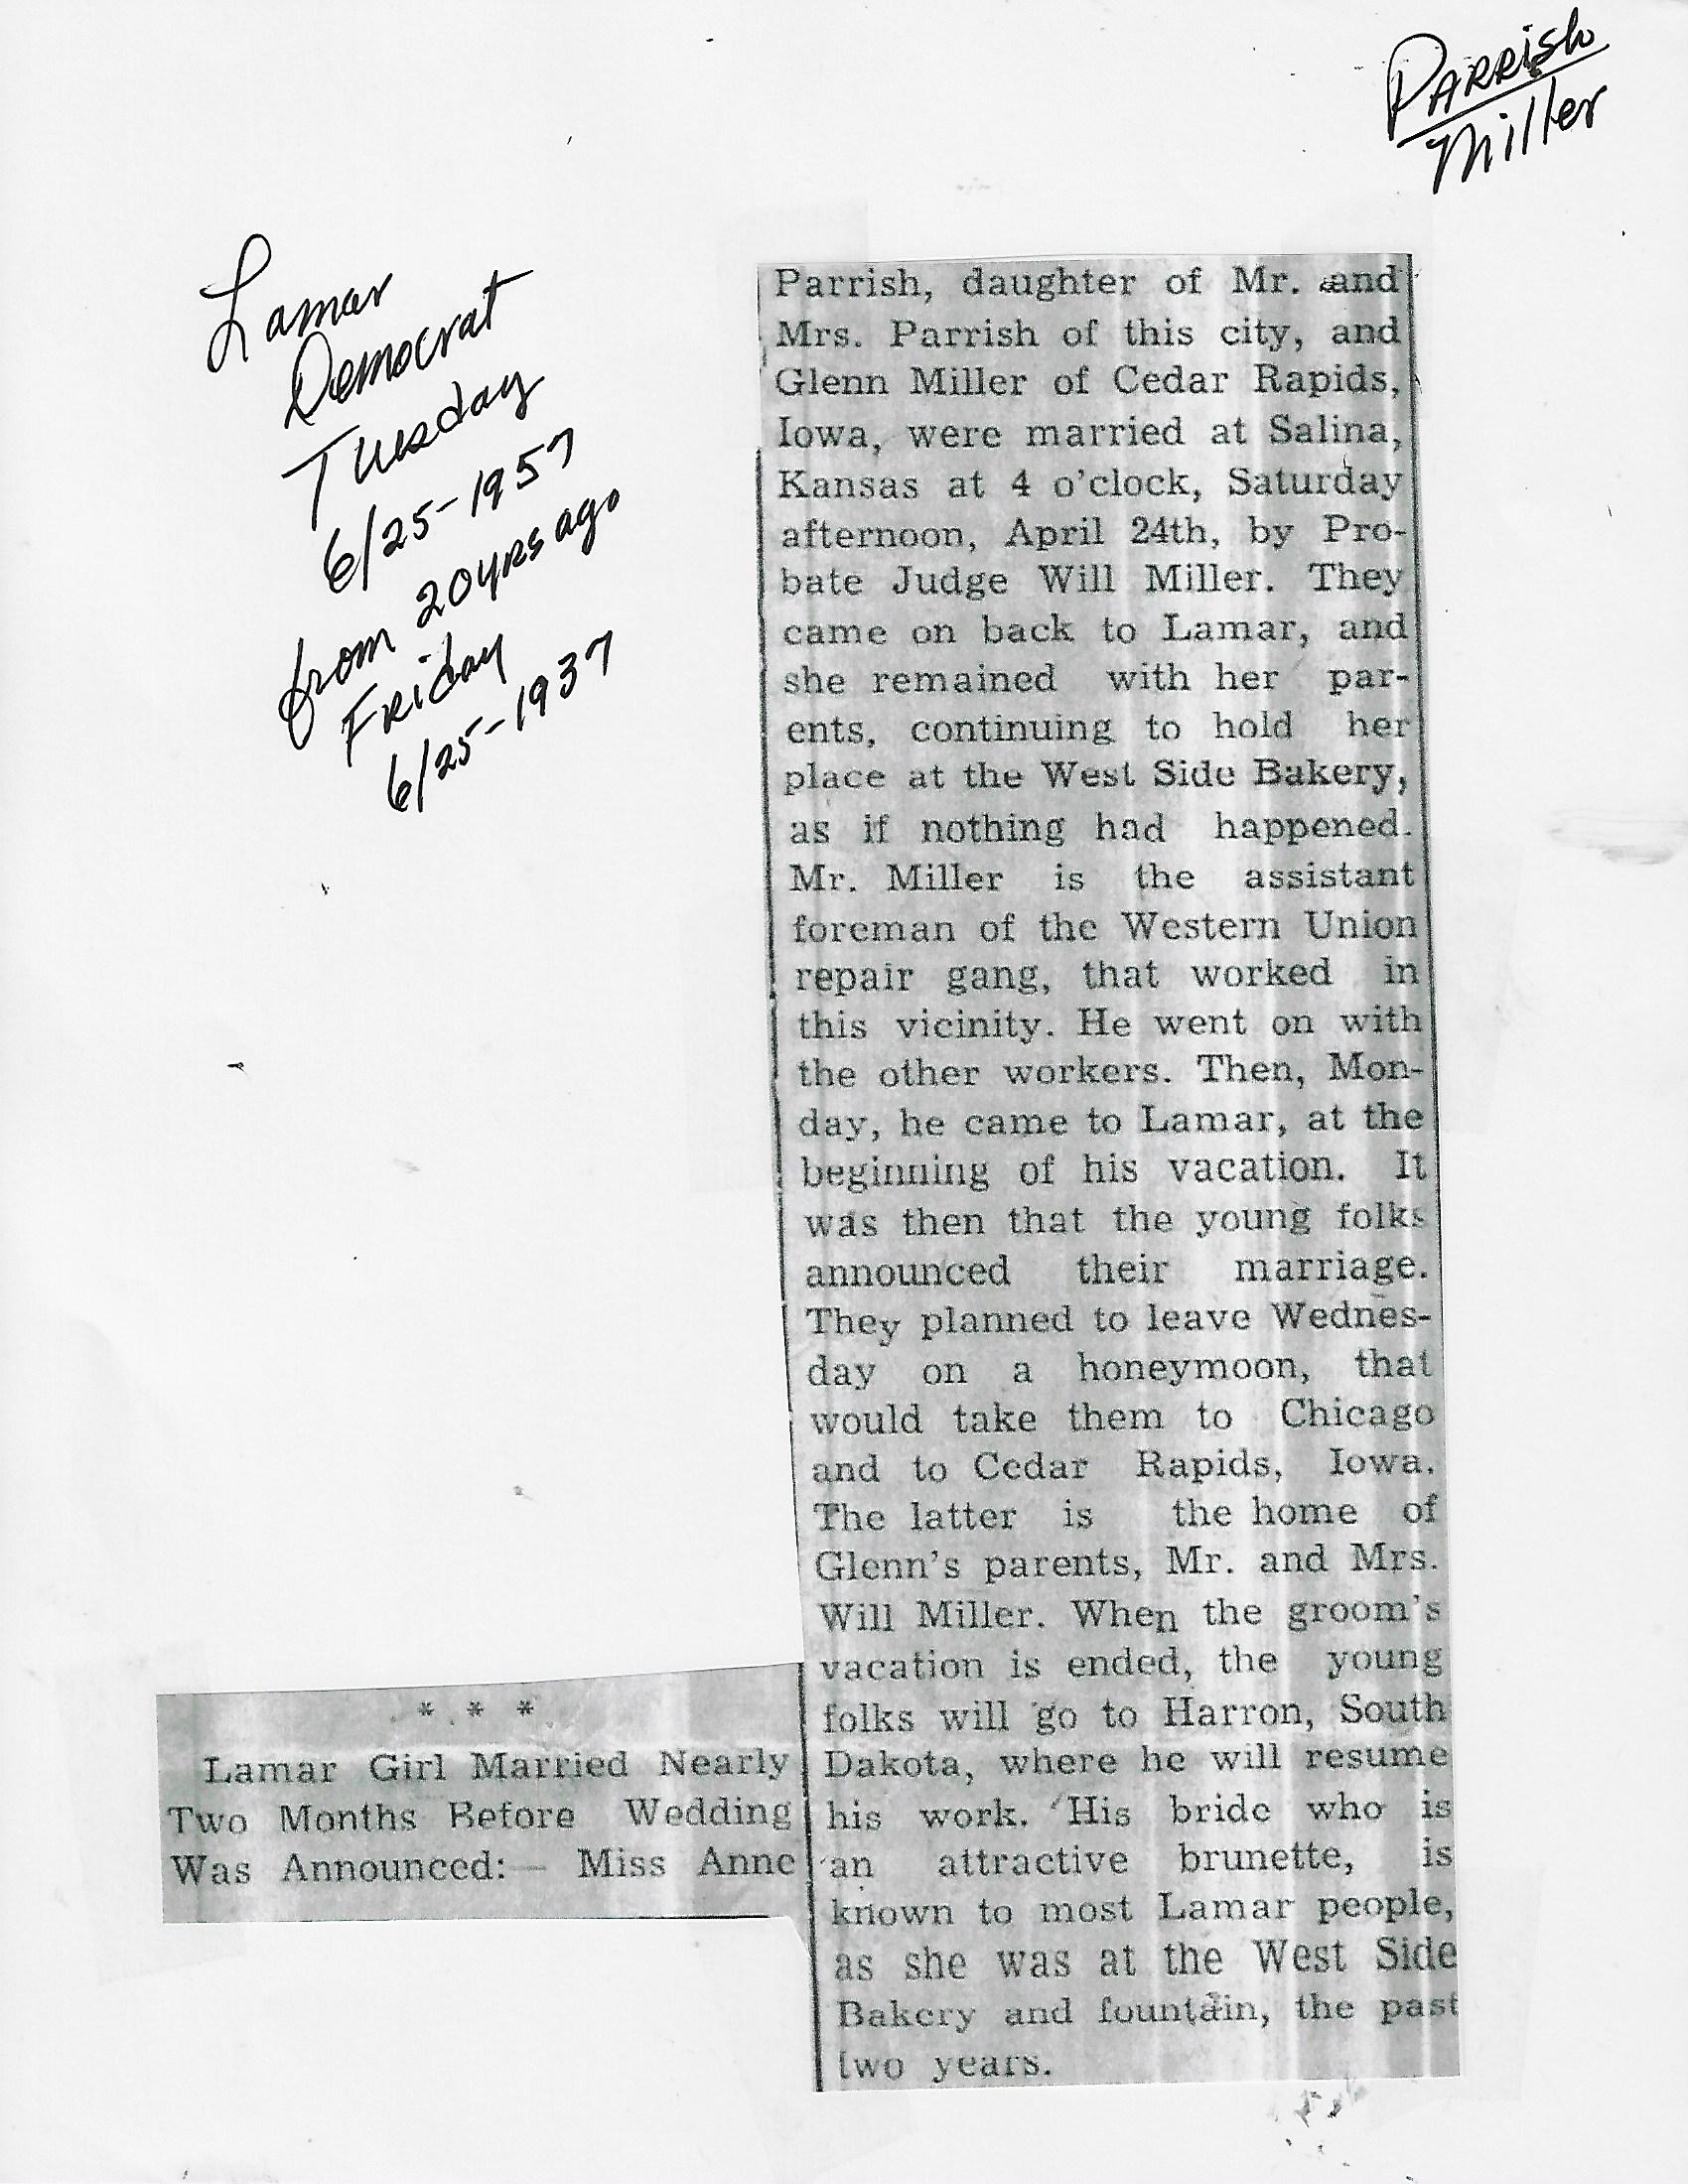 PARRish
Miller
Lamar
Democrat
Tuesday
6/25-1957
from 20yrs ago
Friday
6/25-1937
* * *
Lamar Girl Married Nearly
Two Months Before Wedding
Was Announced: — Miss Anne
Parrish, daughter of Mr. and
Mrs. Parrish of this city, and
Glenn Miller of Cedar Rapids,
Iowa, were married at Salina,
Kansas at 4 o'clock, Saturday
afternoon, April 24th, by Pro-
bate Judge Will Miller. They
came on back to Lamar, and
she remained with her par-
ents, continuing to hold her
place at the West Side Bakery,
as if nothing had happened.
Mr. Miller is the assistant
foreman of the Western Union
repair gang, that worked in
this vicinity. He went on with
the other workers. Then, Mon-
day, he came to Lamar, at the
beginning of his vacation. It
was then that the young folks
announced their marriage.
They planned to leave Wednes-
day on a honeymoon, that
would take them to Chicago
and to Cedar Rapids, Iowa.
The latter is the home of
Glenn's parents, Mr. and Mrs.
Will Miller. When the groom's
vacation is ended, the young
folks will go to Harron, South
Dakota, where he will resume
his work. His bride who is
an attractive brunette, is
known to most Lamar people,
as she was at the West Side
Bakery and fountain, the past
two years.